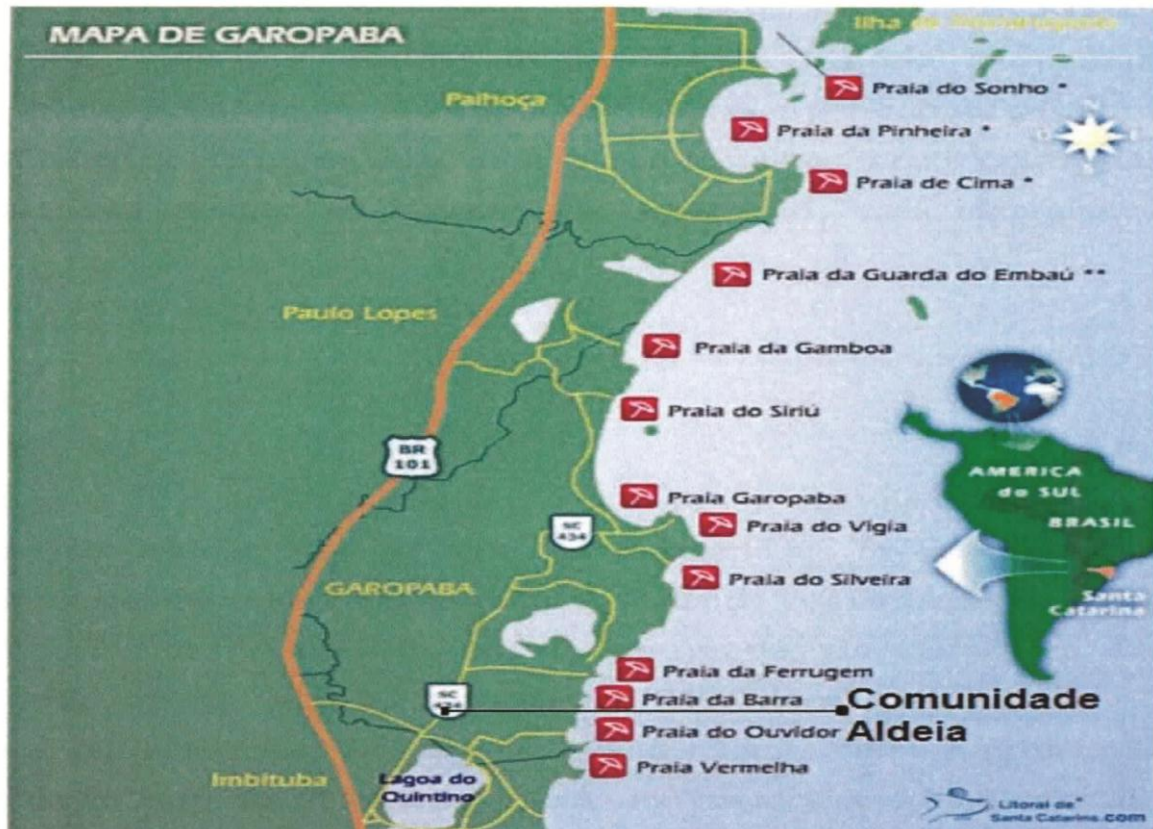 MAPA DE GAROPABA
Ilha de
Palhoça
Praia do Sonho *
Praia da Pinheira *
Praia de Cima *
Praia da Guarda do Embaú **
Paulo Lopes
Praia da Gamboa
Praia do Siriú
BR
101
AMERICA
do SUL
BRASIL
Santa
Catarina
Praia Garopaba
SC
434
Praia do Vigia
Praia do Silveira
GAROPABA
Praia da Ferrugem
SC
Praia da Barra
Comunidade
Aldeia
Praia do Ouvidor
Praia Vermelha
Imbituba
Lagoa do
Quintino
Litoral de
Santa Catarina.com